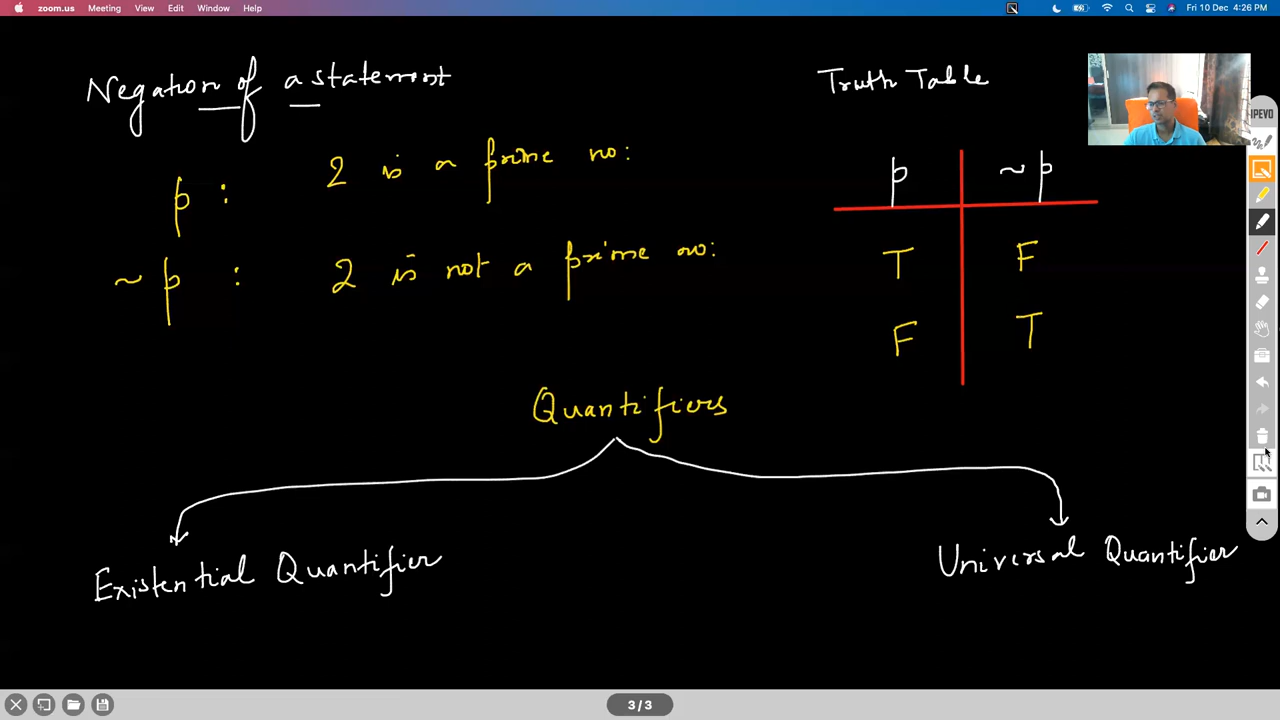 zoom.us Meeting View Edit Window Help Fri 10 Dec 4:26 PM
Negation of a statement
Truth Table
IPEVO
p : 2 is a prime no:
p ~ p
~ p : 2 is not a prime no:
T F
F T
Quantifiers
Existential Quantifier
Universal Quantifier
3/3